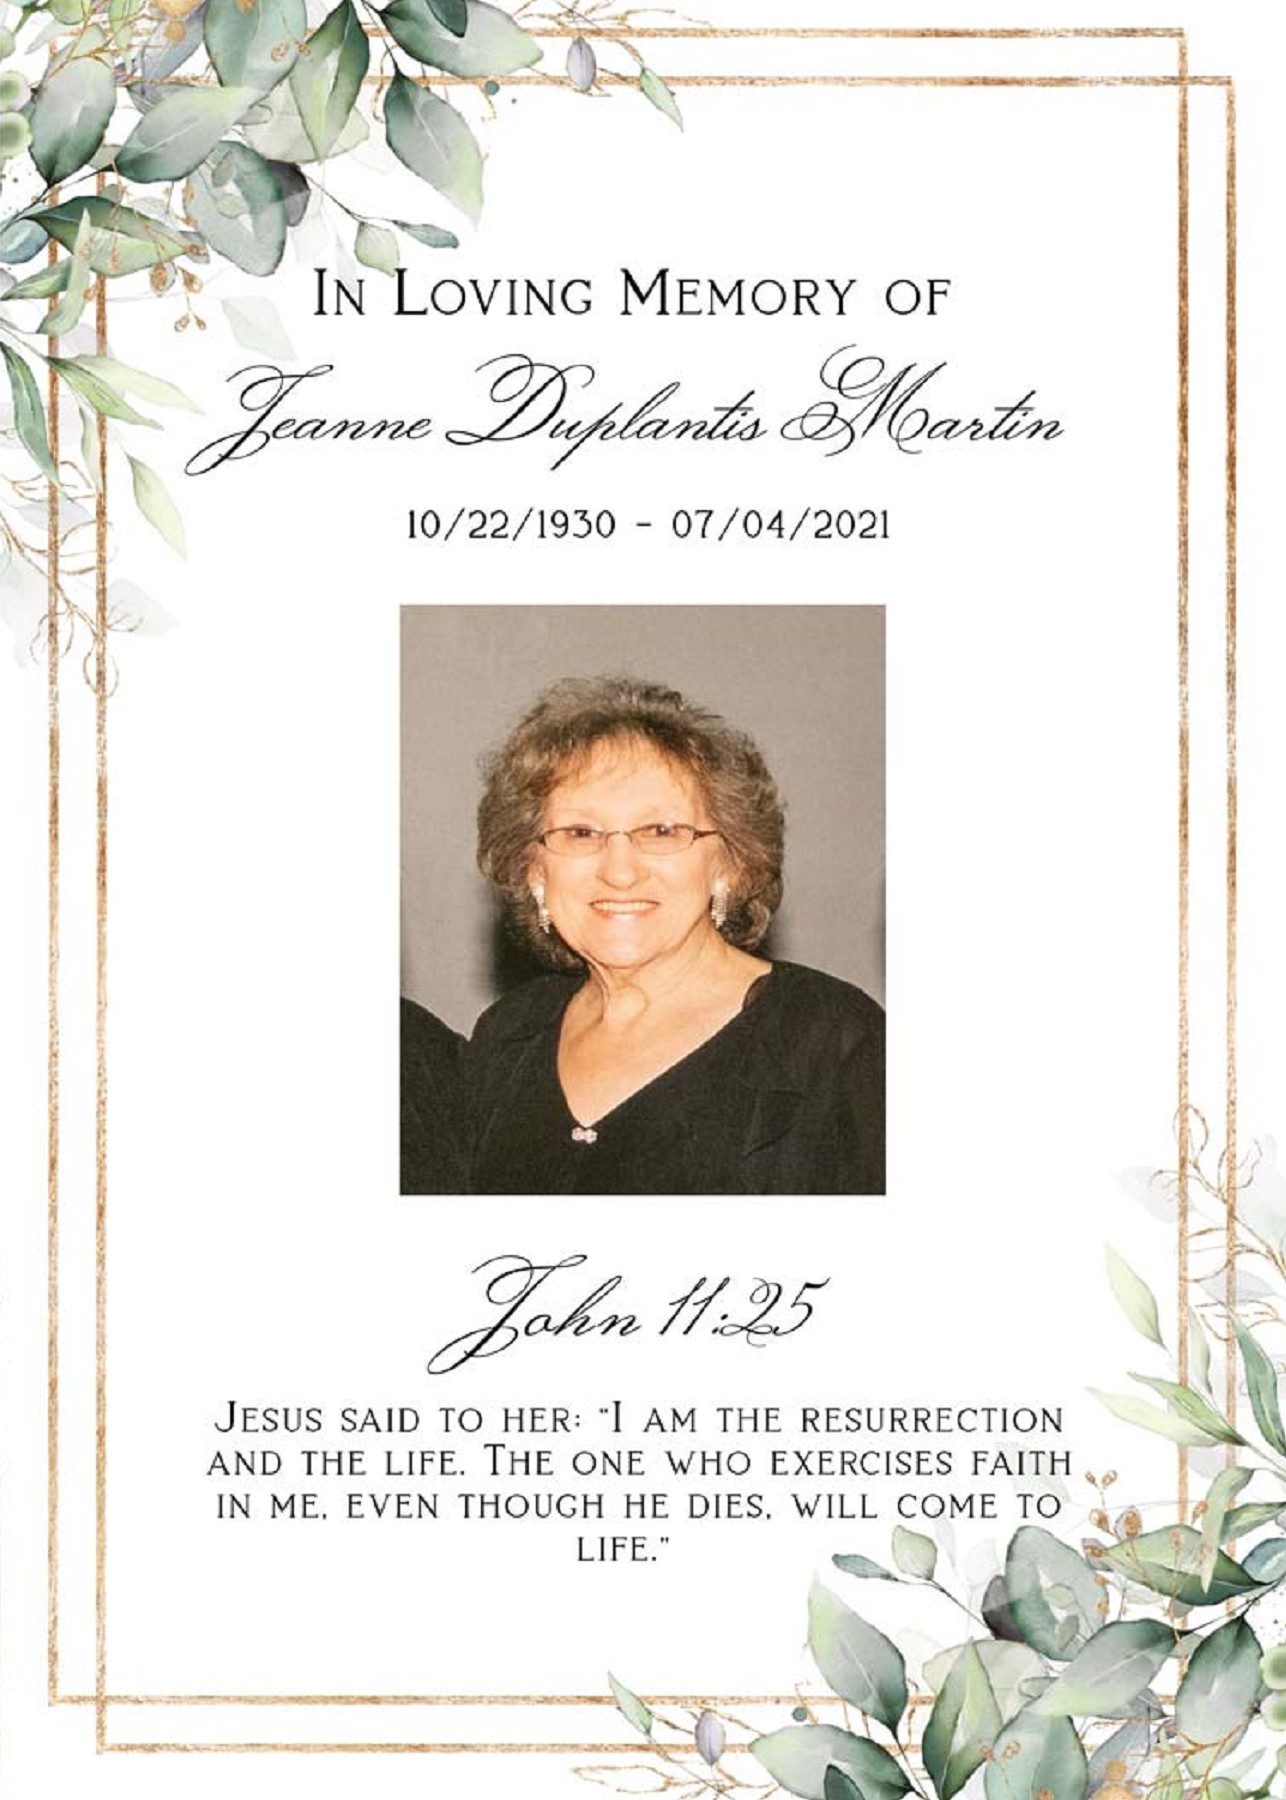 In Loving Memory of
Jeanne Duplantis Martin
10/22/1930 - 07/04/2021
John 11:25
Jesus said to her: "I am the resurrection
and the life. The one who exercises faith
in me, even though he dies, will come to
life."